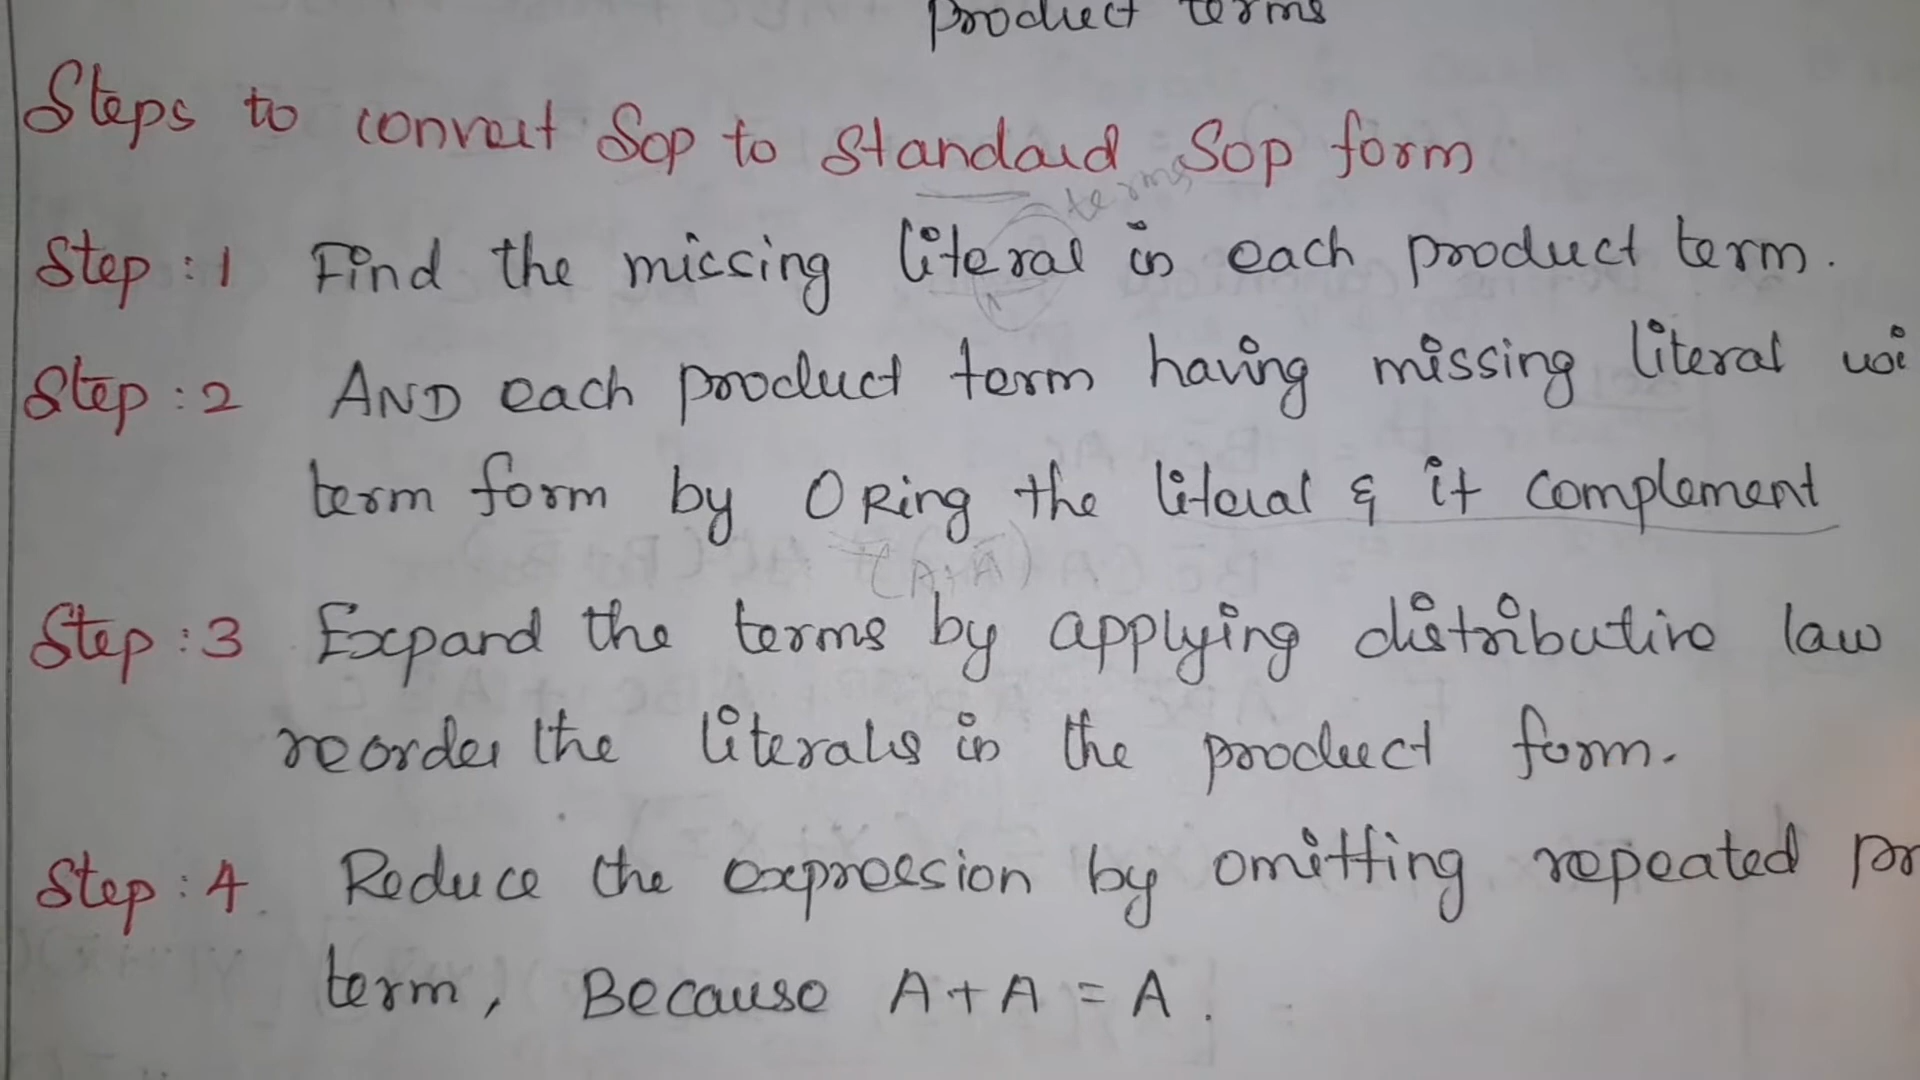 product terms
Steps to convert Sop to Standard Sop form
terms
Step : 1 Find the missing literal in each product term.
Step : 2 AND each product term having missing literal wi
term form by ORing the literal & it complement
(A+A̅)
Step : 3 Expand the terms by applying distributive law
reorder the literals in the product form.
Step : 4. Reduce the expression by omitting repeated pr
term, Because A+A = A.